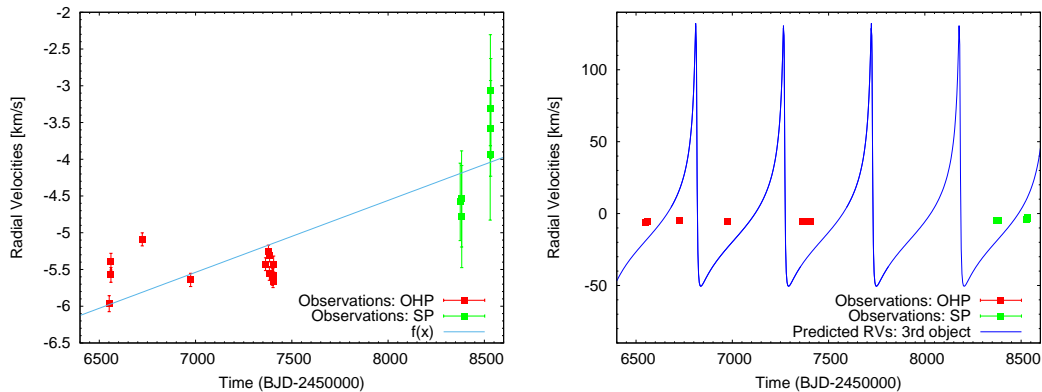 -2
-2.5
-3
-3.5
-4
-4.5
-5
-5.5
-6
-6.5
6500
7000
7500
8000
8500
Radial Velocities [km/s]
Time (BJD-2450000)
Observations: OHP
Observations: SP
f(x)
100
50
0
-50
6500
7000
7500
8000
8500
Radial Velocities [km/s]
Time (BJD-2450000)
Observations: OHP
Observations: SP
Predicted RVs: 3rd object